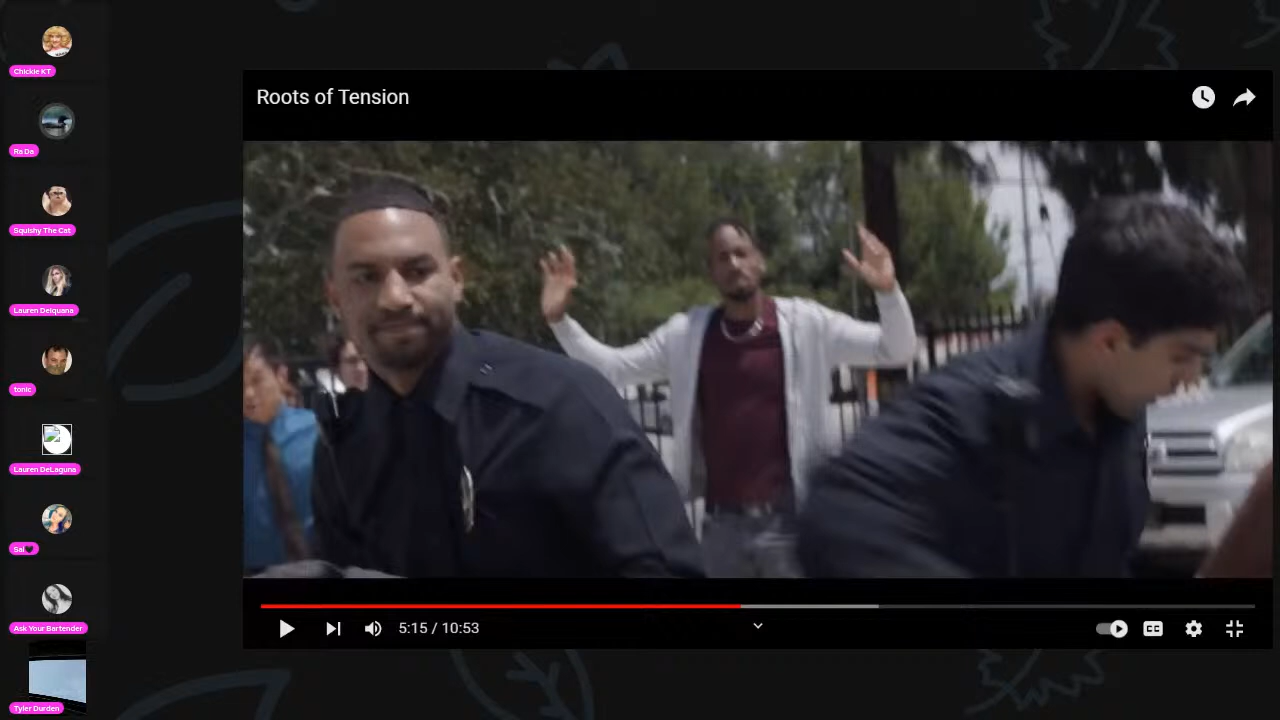 Chickie KT
Ra Da
Squishy The Cat
Lauren Delquana
tonic
Lauren DeLaguna
Sal🖤
Ask Your Bartender
Tyler Durden
Roots of Tension
5:15 / 10:53
CC